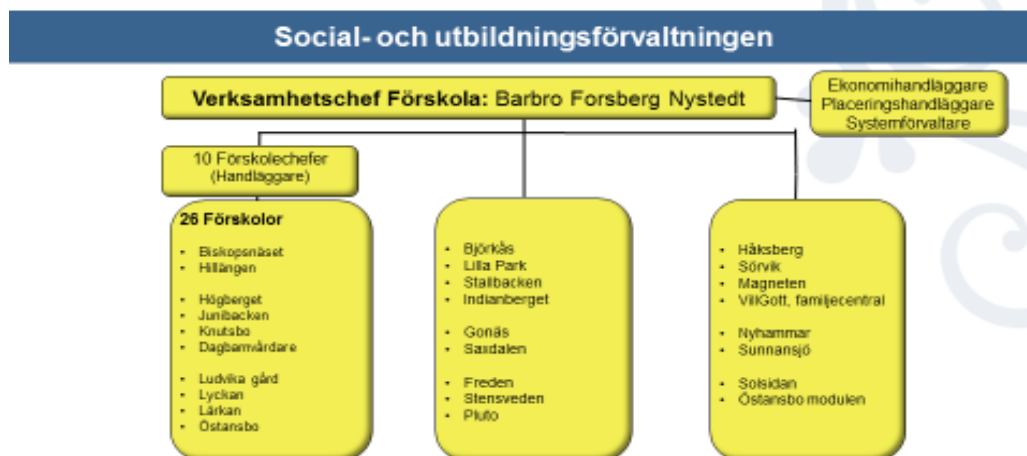 Social- och utbildningsförvaltningen
Verksamhetschef Förskola: Barbro Forsberg Nystedt
Ekonomihandläggare
Placeringshandläggare
Systemförvaltare
10 Förskolechefer
(Handläggare)
26 Förskolor
• Biskopsnäset
• Hillängen
• Högberget
• Junibacken
• Knutsbo
• Dagbarnvårdare
• Ludvika gård
• Lyckan
• Lärkan
• Östansbo
• Björkås
• Lilla Park
• Stallbacken
• Indianberget
• Gonäs
• Saxdalen
• Freden
• Stensveden
• Pluto
• Håksberg
• Sörvik
• Magneten
• VillGott, familjecentral
• Nyhammar
• Sunnansjö
• Solsidan
• Östansbo modulen